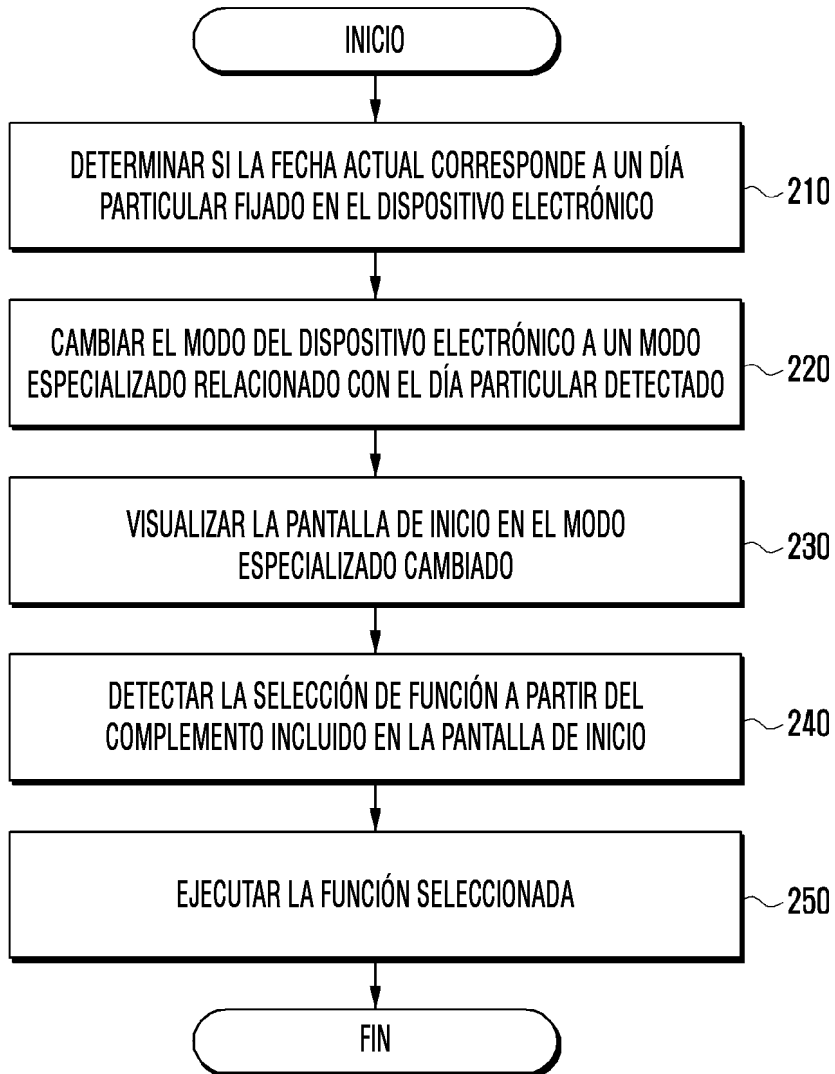 INICIO
DETERMINAR SI LA FECHA ACTUAL CORRESPONDE A UN DÍA
PARTICULAR FIJADO EN EL DISPOSITIVO ELECTRÓNICO
210
CAMBIAR EL MODO DEL DISPOSITIVO ELECTRÓNICO A UN MODO
ESPECIALIZADO RELACIONADO CON EL DÍA PARTICULAR DETECTADO
220
VISUALIZAR LA PANTALLA DE INICIO EN EL MODO
ESPECIALIZADO CAMBIADO
230
DETECTAR LA SELECCIÓN DE FUNCIÓN A PARTIR DEL
COMPLEMENTO INCLUIDO EN LA PANTALLA DE INICIO
240
EJECUTAR LA FUNCIÓN SELECCIONADA
250
FIN